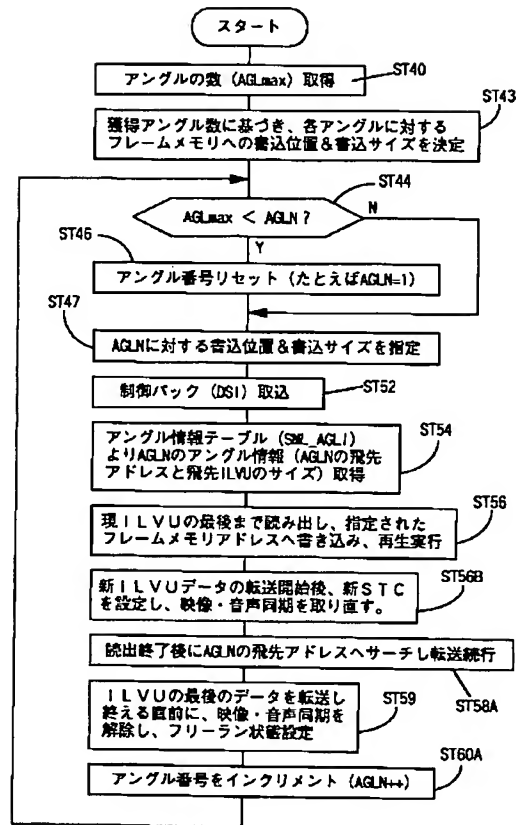 スタート
アングルの数（AGLmax）取得
ST40
獲得アングル数に基づき、各アングルに対する
フレームメモリへの書込位置&書込サイズを決定
ST43
AGLmax < AGLN ?
ST44
N
Y
ST46
アングル番号リセット（たとえばAGLN=1）
ST47
AGLNに対する書込位置&書込サイズを指定
制御パック（DSI）取込
ST52
アングル情報テーブル（SML_AGLI）
よりAGLNのアングル情報（AGLNの飛先
アドレスと飛先ILVUのサイズ）取得
ST54
現ILVUの最後まで読み出し、指定された
フレームメモリアドレスへ書き込み、再生実行
ST56
新ILVUデータの転送開始後、新STC
を設定し、映像・音声同期を取り直す。
ST56B
読出終了後にAGLNの飛先アドレスへサーチし転送続行
ST58A
ILVUの最後のデータを転送し
終える直前に、映像・音声同期を
解除し、フリーラン状態設定
ST59
アングル番号をインクリメント（AGLN++）
ST60A